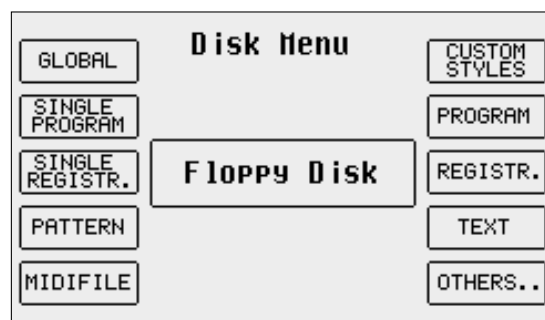 Disk Menu
GLOBAL
SINGLE
PROGRAM
SINGLE
REGISTR.
PATTERN
MIDIFILE
Floppy Disk
CUSTOM
STYLES
PROGRAM
REGISTR.
TEXT
OTHERS..